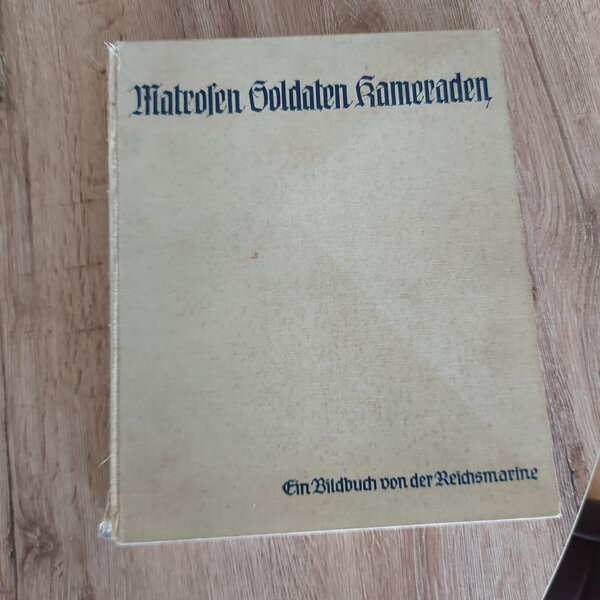 Matrosen Soldaten Kameraden
Ein Bildbuch von der Reichsmarine